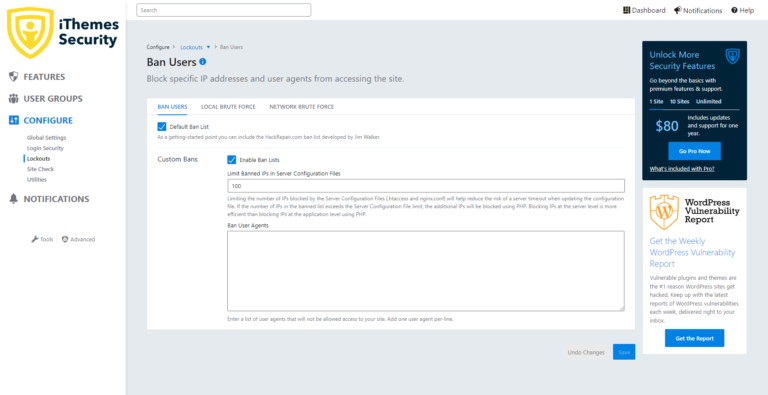 iThemes
Security
Search
Dashboard
Notifications
Help
FEATURES
USER GROUPS
CONFIGURE
Global Settings
Login Security
Lockouts
Site Check
Utilities
NOTIFICATIONS
Tools
Advanced
Configure > Lockouts > Ban Users
Ban Users
Block specific IP addresses and user agents from accessing the site.
BAN USERS
LOCAL BRUTE FORCE
NETWORK BRUTE FORCE
Default Ban List
As a getting-started point you can include the HackRepair.com ban list developed by Jim Walker.
Custom Bans
Enable Ban Lists
Limit Banned IPs in Server Configuration Files
100
Limiting the number of IPs blocked by the Server Configuration Files (.htaccess and nginx.conf) will help reduce the risk of a server timeout when updating the configuration
file. If the number of IPs in the banned list exceeds the Server Configuration File limit, the additional IPs will be blocked using PHP. Blocking IPs at the server level is more
efficient than blocking IPs at the application level using PHP.
Ban User Agents
Enter a list of user agents that will not be allowed access to your site. Add one user agent per-line.
Undo Changes
Save
Unlock More
Security Features
Go beyond the basics with
premium features & support.
1 Site 10 Sites Unlimited
$80
Includes updates
and support for one
year.
Go Pro Now
What's included with Pro?
WordPress
Vulnerability
Report
Get the Weekly
WordPress Vulnerability
Report
Vulnerable plugins and themes are
the #1 reason WordPress sites get
hacked. Keep up with the latest
reports of WordPress vulnerabilities
each week, delivered right to your
inbox.
Get the Report